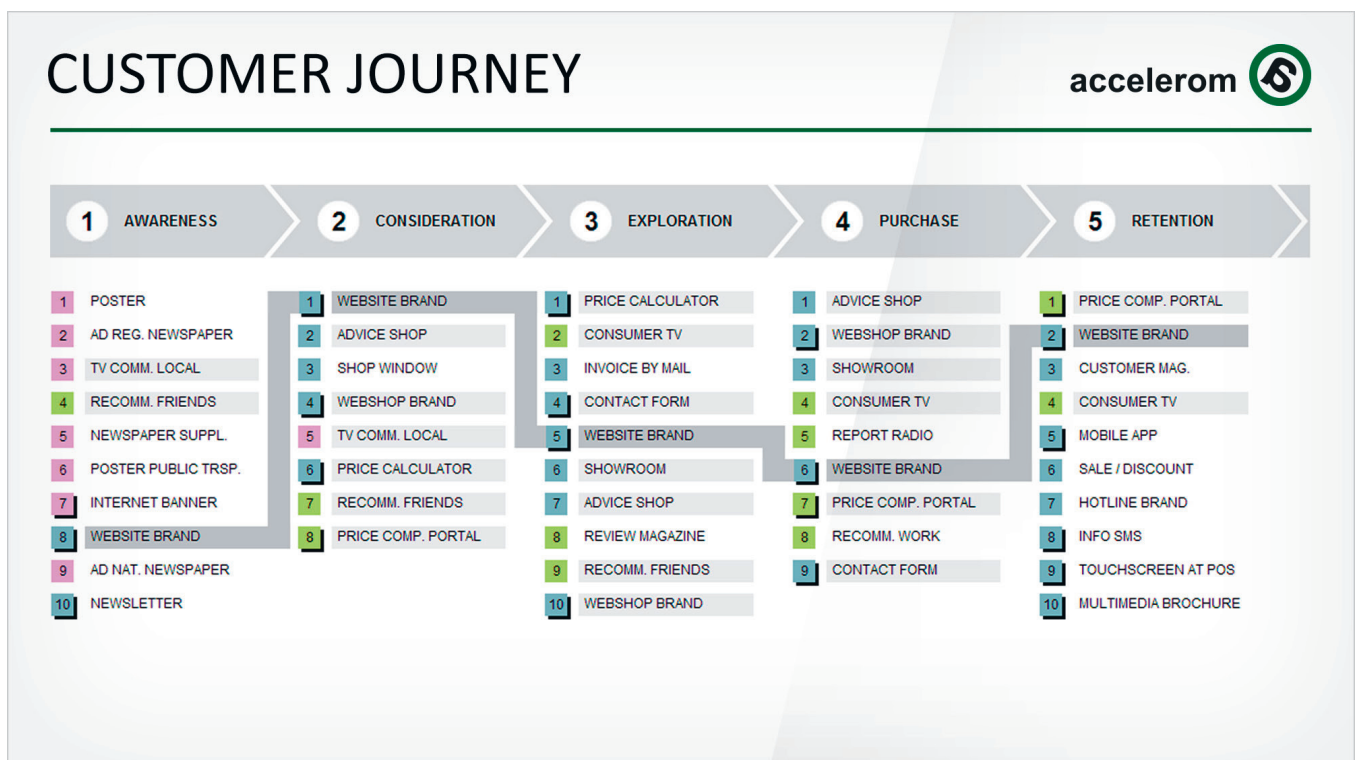 CUSTOMER JOURNEY
accelerom
1 AWARENESS
2 CONSIDERATION
3 EXPLORATION
4 PURCHASE
5 RETENTION
1 POSTER
2 AD REG. NEWSPAPER
3 TV COMM. LOCAL
4 RECOMM. FRIENDS
5 NEWSPAPER SUPPL.
6 POSTER PUBLIC TRSP.
7 INTERNET BANNER
8 WEBSITE BRAND
9 AD NAT. NEWSPAPER
10 NEWSLETTER
1 WEBSITE BRAND
2 ADVICE SHOP
3 SHOP WINDOW
4 WEBSHOP BRAND
5 TV COMM. LOCAL
6 PRICE CALCULATOR
7 RECOMM. FRIENDS
8 PRICE COMP. PORTAL
1 PRICE CALCULATOR
2 CONSUMER TV
3 INVOICE BY MAIL
4 CONTACT FORM
5 WEBSITE BRAND
6 SHOWROOM
7 ADVICE SHOP
8 REVIEW MAGAZINE
9 RECOMM. FRIENDS
10 WEBSHOP BRAND
1 ADVICE SHOP
2 WEBSHOP BRAND
3 SHOWROOM
4 CONSUMER TV
5 REPORT RADIO
6 WEBSITE BRAND
7 PRICE COMP. PORTAL
8 RECOMM. WORK
9 CONTACT FORM
1 PRICE COMP. PORTAL
2 WEBSITE BRAND
3 CUSTOMER MAG.
4 CONSUMER TV
5 MOBILE APP
6 SALE / DISCOUNT
7 HOTLINE BRAND
8 INFO SMS
9 TOUCHSCREEN AT POS
10 MULTIMEDIA BROCHURE